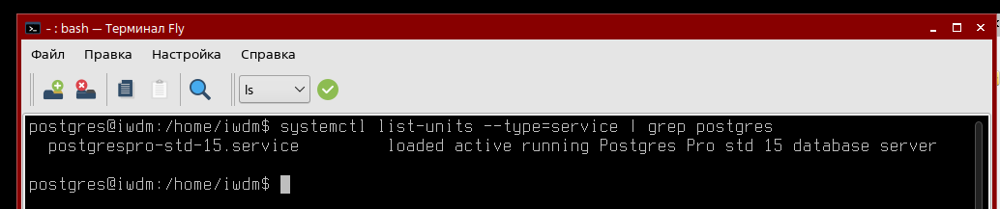 - : bash — Терминал Fly
Файл Правка Настройка Справка
ls
postgres@iwdm:/home/iwdm$ systemctl list-units --type=service | grep postgres
postgrespro-std-15.service loaded active running Postgres Pro std 15 database server
postgres@iwdm:/home/iwdm$